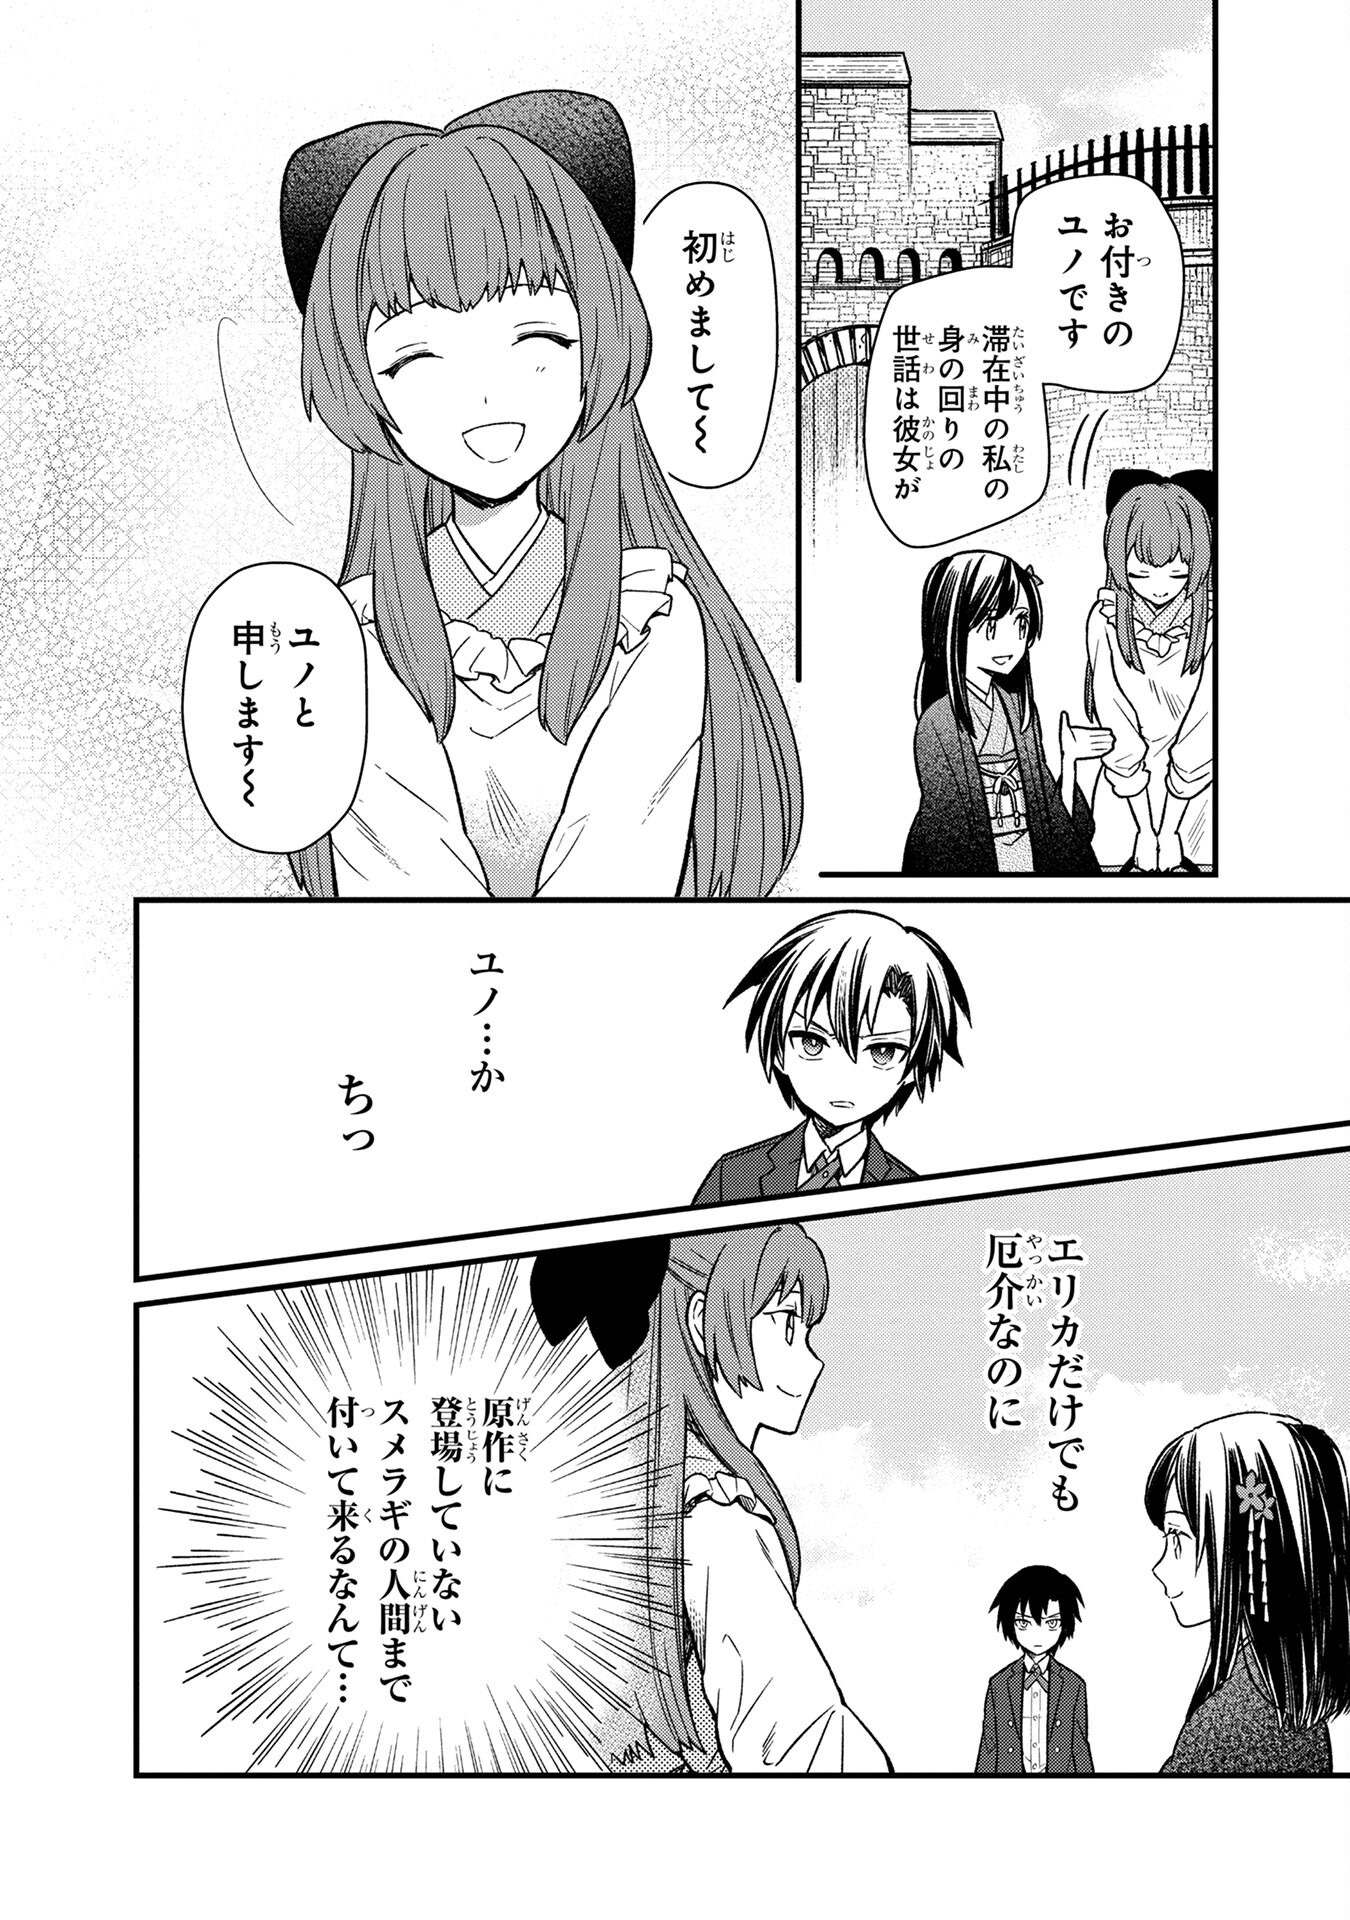 お付きの
ユノです
滞在中の私の
身の回りの
世話は彼女が
初めまして〜
ユノと
申します〜
ユノ…か
ちっ
エリカだけでも
厄介なのに
原作に
登場していない
スメラギの人間まで
付いて来るなんて…